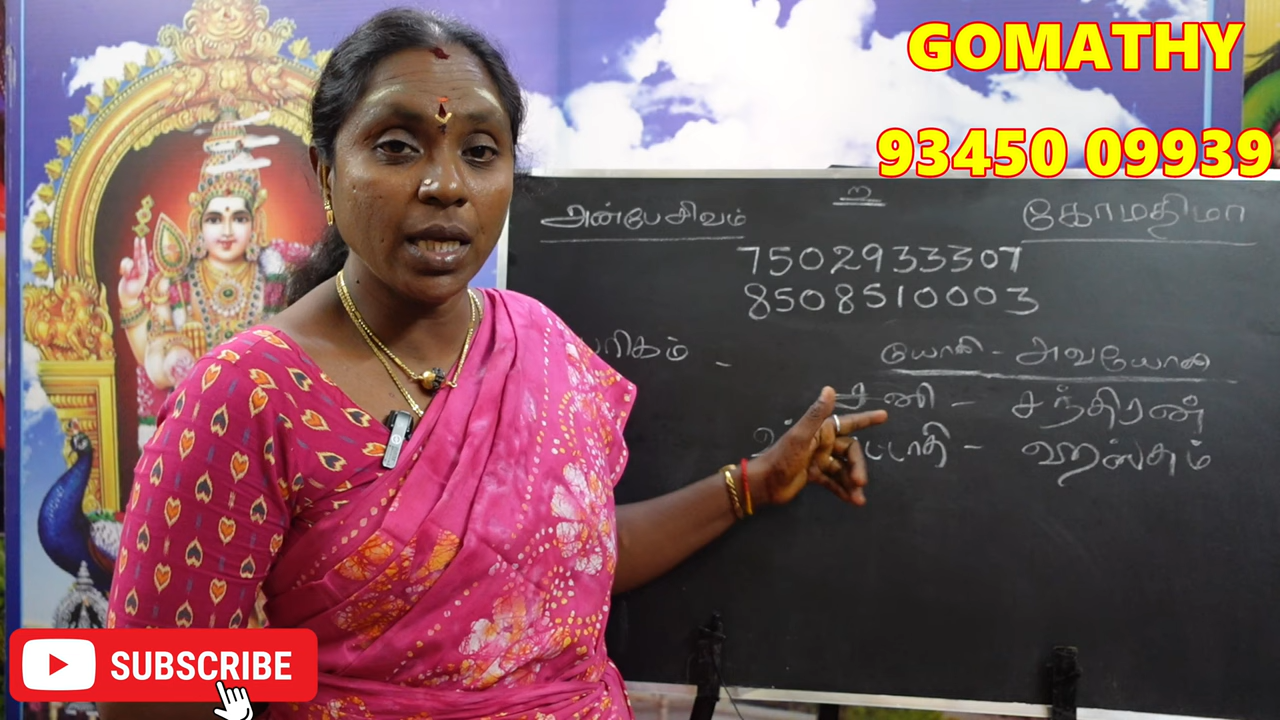 GOMATHY
93450 09939
உ
அன்பே சிவம்
கோமதிமா
7502933307
8508510003
யோகி - அவயோகி
சனி - சந்திரன்
- ஹஸ்தம்
SUBSCRIBE